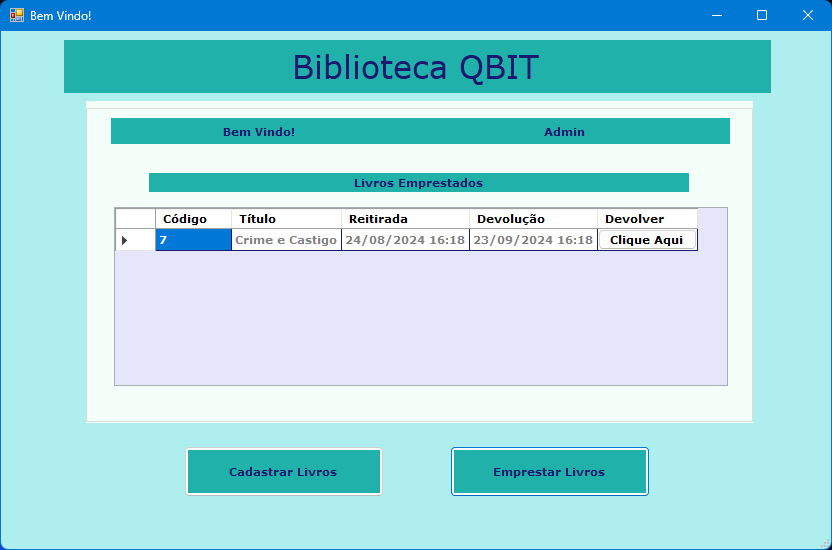 Bem Vindo!
Biblioteca QBIT
Bem Vindo! Admin
Livros Emprestados
Código Título Reitirada Devolução Devolver
7 Crime e Castigo 24/08/2024 16:18 23/09/2024 16:18 Clique Aqui
Cadastrar Livros Emprestar Livros